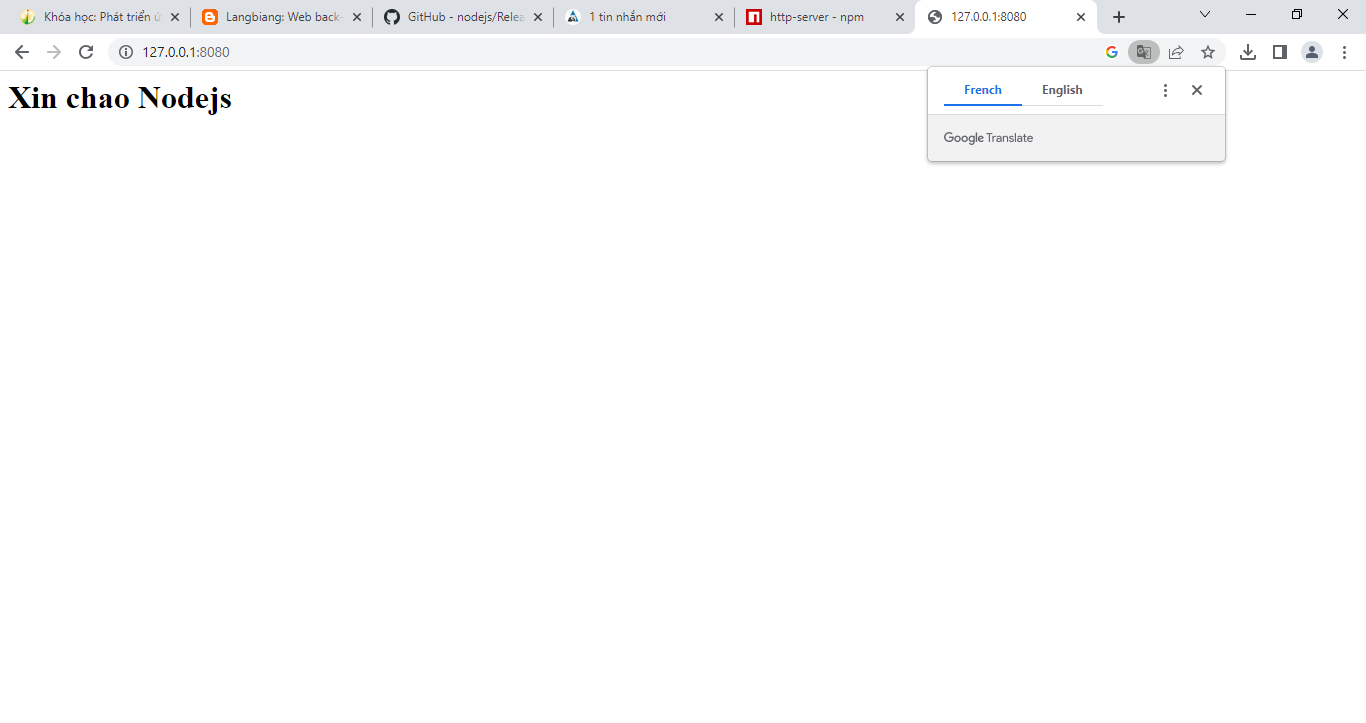 Khóa học: Phát triển ứ
Langbiang: Web back-
GitHub - nodejs/Relea
1 tin nhắn mới
http-server - npm
127.0.0.1:8080
127.0.0.1:8080
Xin chao Nodejs
French English
Google Translate